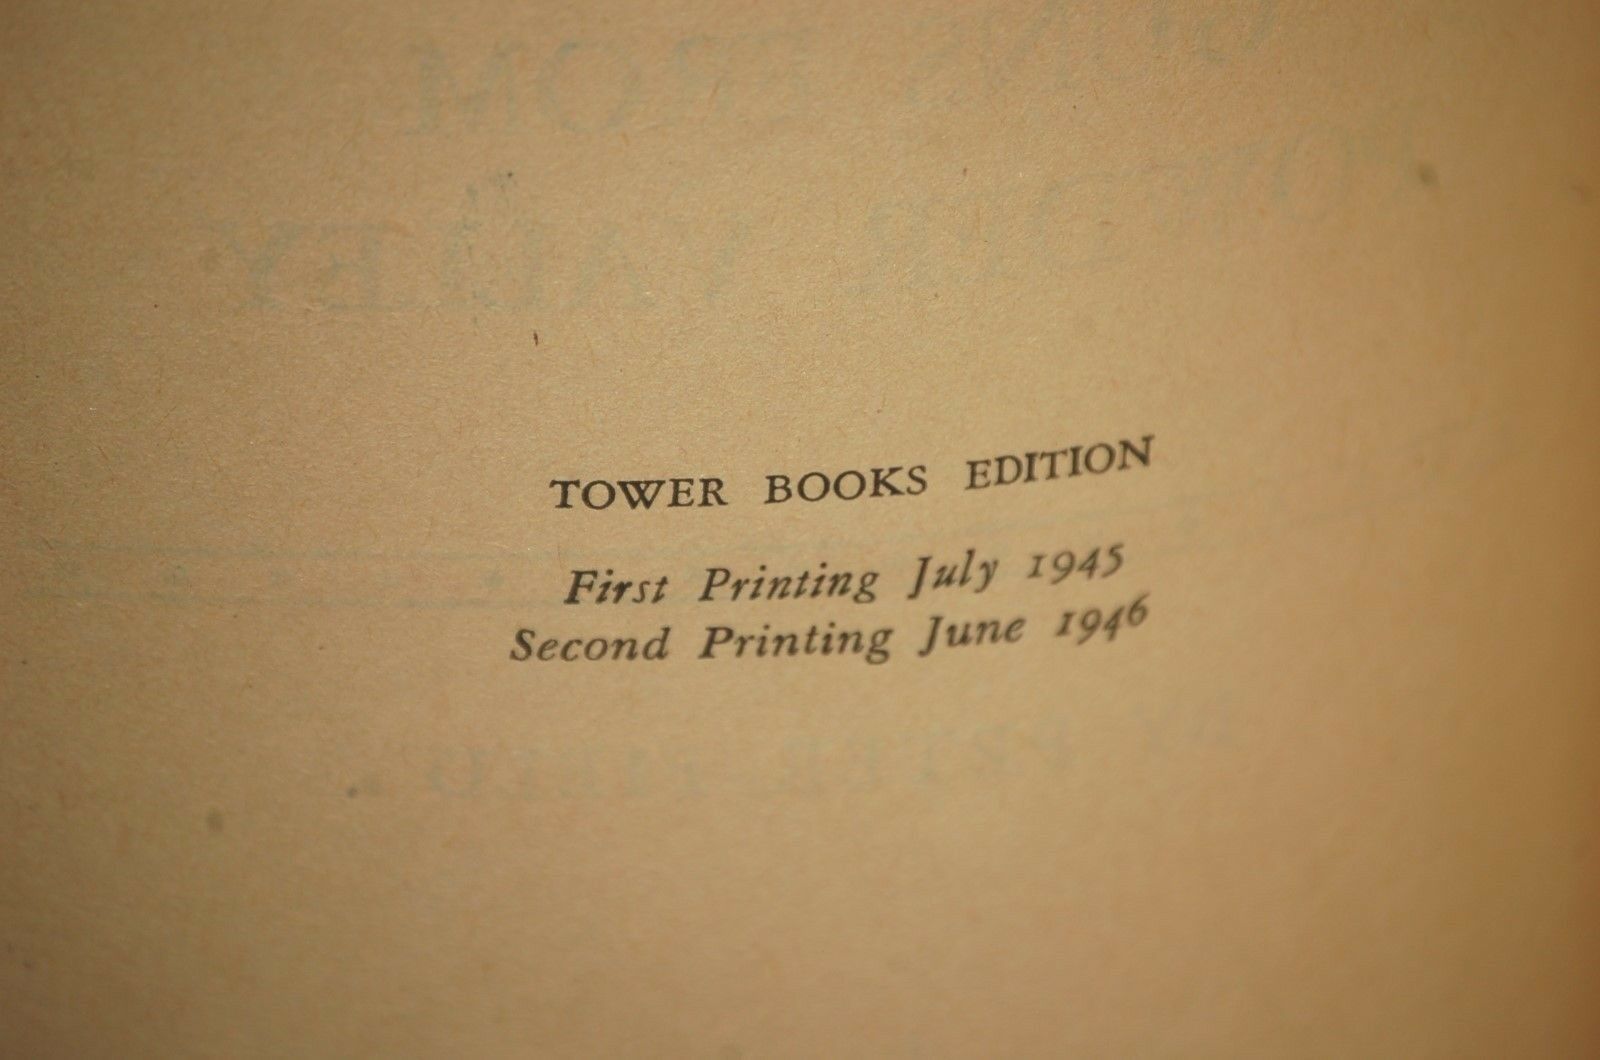 TOWER BOOKS EDITION
First Printing July 1945
Second Printing June 1946